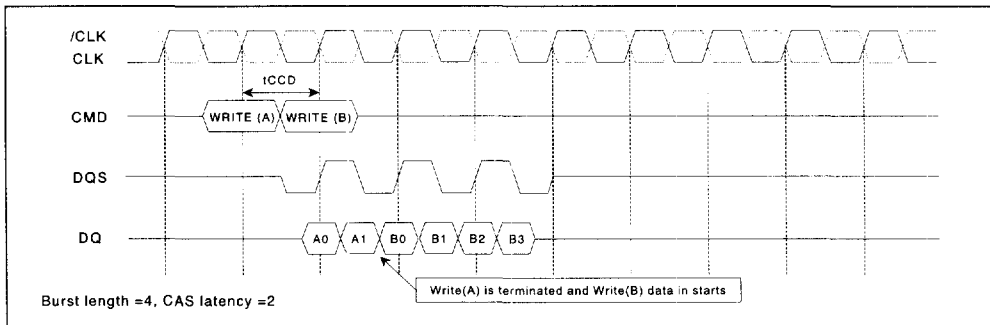 /CLK
CLK
tCCD
CMD
WRITE (A) WRITE (B)
DQS
DQ
A0 A1 B0 B1 B2 B3
Write(A) is terminated and Write(B) data in starts
Burst length =4, CAS latency =2